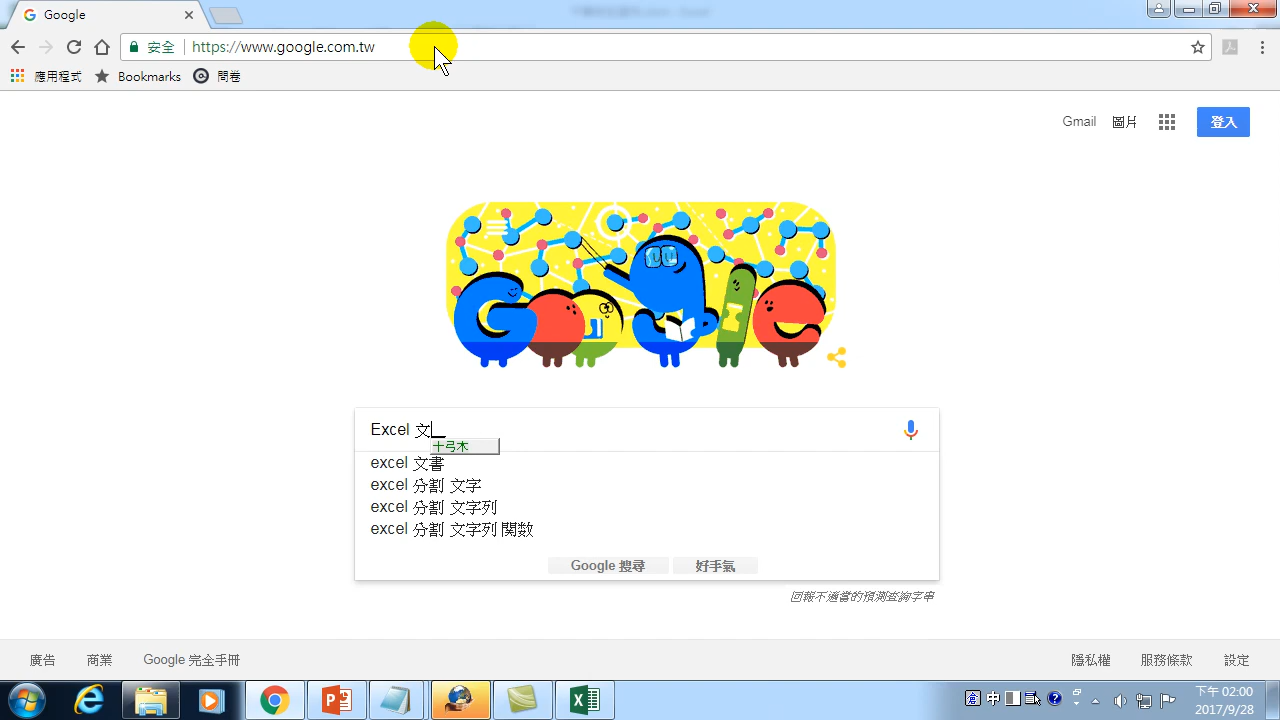 Google
安全
https://www.google.com.tw
應用程式
Bookmarks
問卷
Gmail
圖片
登入
Excel 文
十弓木
excel 文書
excel 分割 文字
excel 分割 文字列
excel 分割 文字列 関数
Google 搜尋
好手氣
回報不適當的預測查詢字串
廣告
商業
Google 完全手冊
隱私權
服務條款
設定
中
下午 02:00
2017/9/28